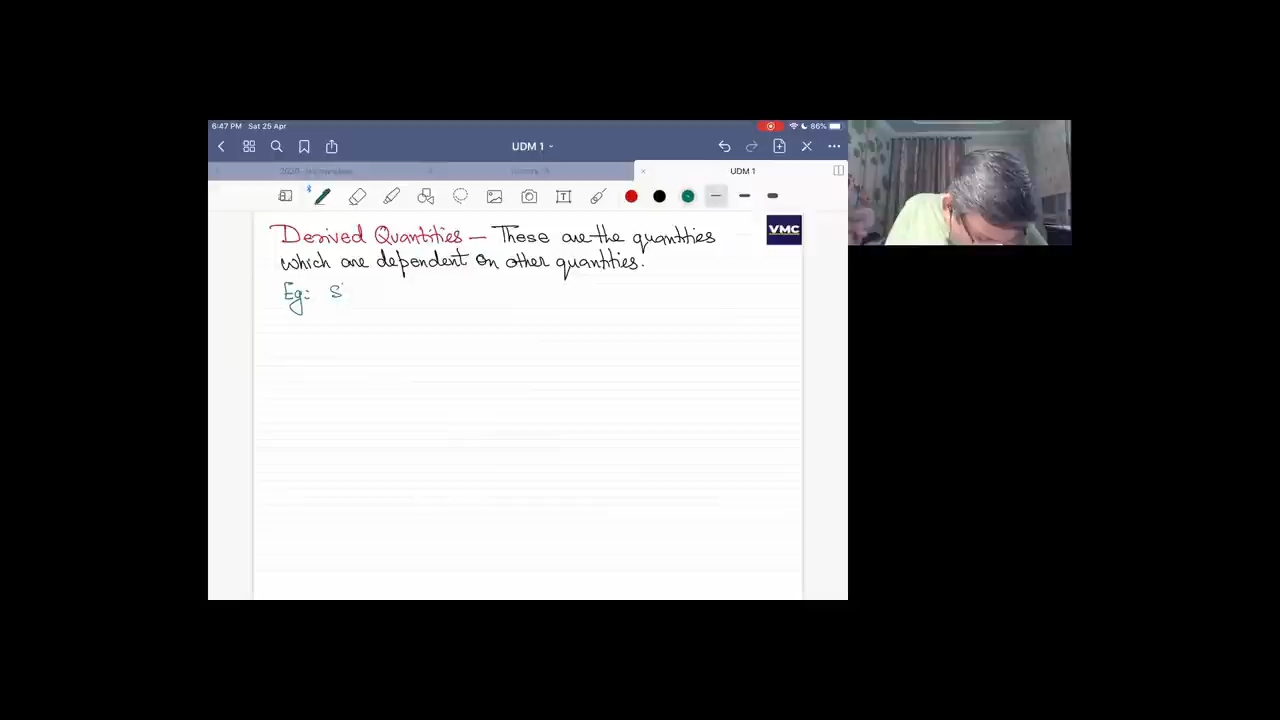 6:47 PM Sat 25 Apr
86%
UDM 1
UDM 1
VMC
Derived Quantities — These are the quantities
which are dependent on other quantities.
Eg: S